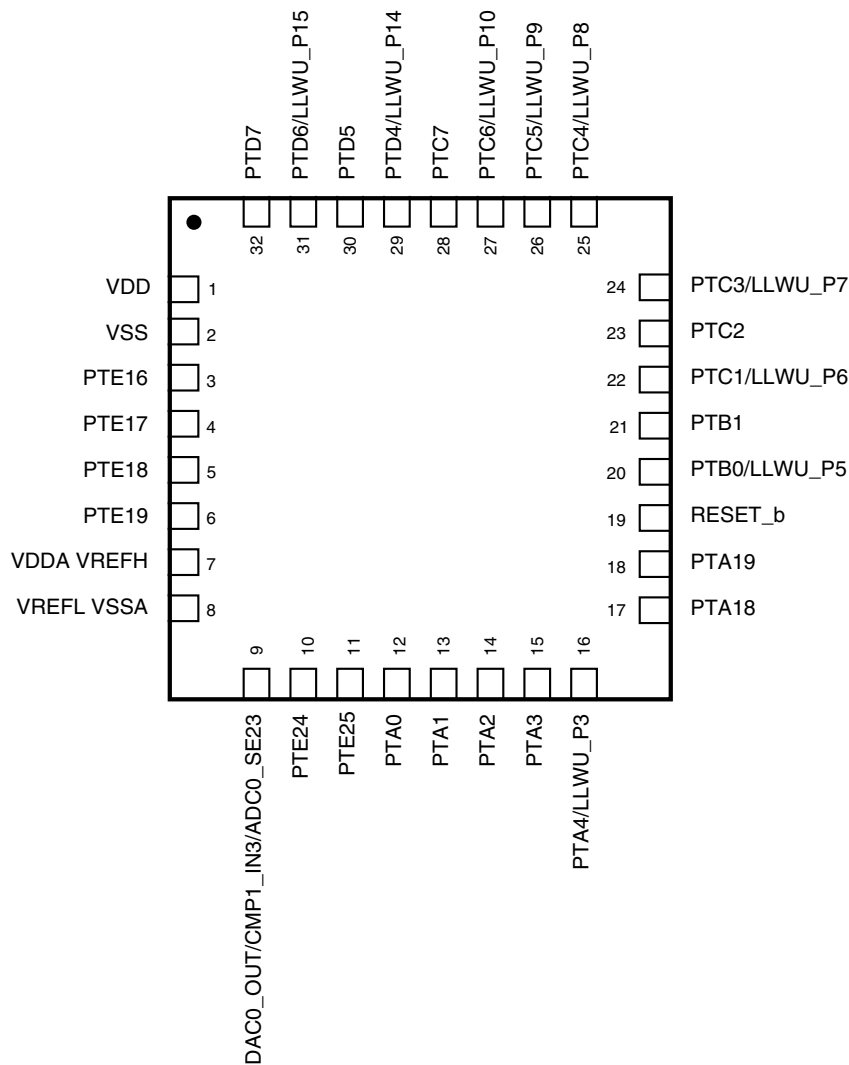 PTD7
PTD6/LLWU_P15
PTD5
PTD4/LLWU_P14
PTC7
PTC6/LLWU_P10
PTC5/LLWU_P9
PTC4/LLWU_P8
32
31
30
29
28
27
26
25
VDD 1
VSS 2
PTE16 3
PTE17 4
PTE18 5
PTE19 6
VDDA VREFH 7
VREFL VSSA 8
24 PTC3/LLWU_P7
23 PTC2
22 PTC1/LLWU_P6
21 PTB1
20 PTB0/LLWU_P5
19 RESET_b
18 PTA19
17 PTA18
9
10
11
12
13
14
15
16
DAC0_OUT/CMP1_IN3/ADC0_SE23
PTE24
PTE25
PTA0
PTA1
PTA2
PTA3
PTA4/LLWU_P3